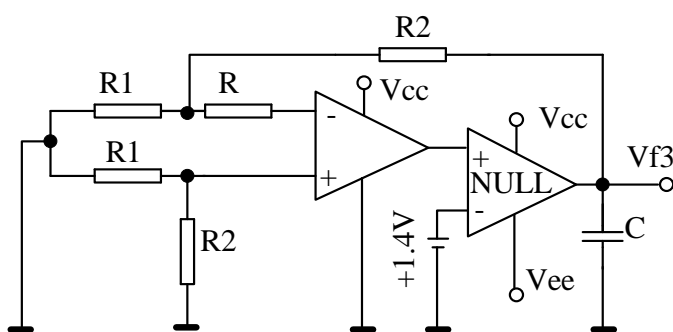 R2
R1
R
Vcc
-
Vcc
Vf3
R1
+
+
NULL
-
R2
+1.4V
C
Vee